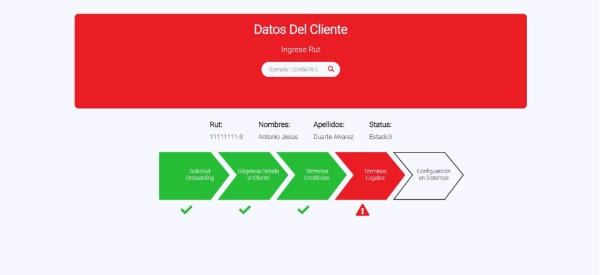 Datos Del Cliente
Ingrese Rut
Ejemplo: 12345678-2
Rut: Nombres: Apellidos: Status:
11111111-3 Antonio Jesus Duarte Alvarez Estado3
Solicitud Diligencia Debida Términos Términos Configuración
Onboarding al Cliente Crediticios Legales en Sistemas